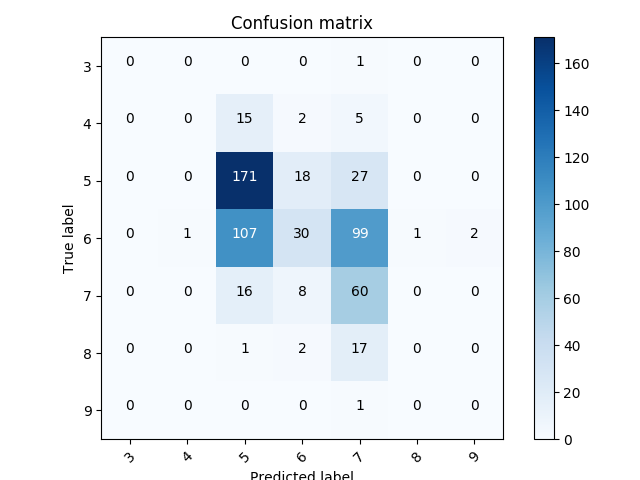 Confusion matrix
3 0 0 0 0 1 0 0
4 0 0 15 2 5 0 0
5 0 0 171 18 27 0 0
6 0 1 107 30 99 1 2
7 0 0 16 8 60 0 0
8 0 0 1 2 17 0 0
9 0 0 0 0 1 0 0
3 4 5 6 7 8 9
True label
Predicted label
160
140
120
100
80
60
40
20
0